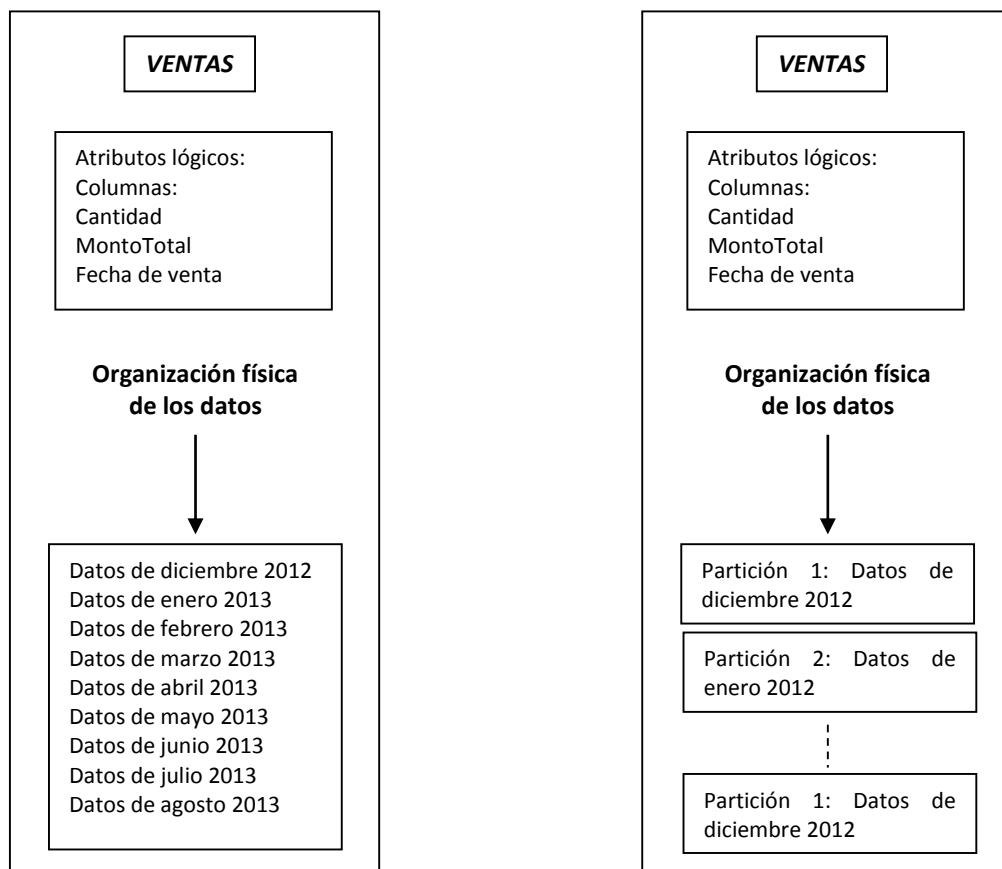 VENTAS
Atributos lógicos:
Columnas:
Cantidad
MontoTotal
Fecha de venta
Organización física
de los datos
Datos de diciembre 2012
Datos de enero 2013
Datos de febrero 2013
Datos de marzo 2013
Datos de abril 2013
Datos de mayo 2013
Datos de junio 2013
Datos de julio 2013
Datos de agosto 2013
VENTAS
Atributos lógicos:
Columnas:
Cantidad
MontoTotal
Fecha de venta
Organización física
de los datos
Partición 1: Datos de
diciembre 2012
Partición 2: Datos de
enero 2012
Partición 1: Datos de
diciembre 2012